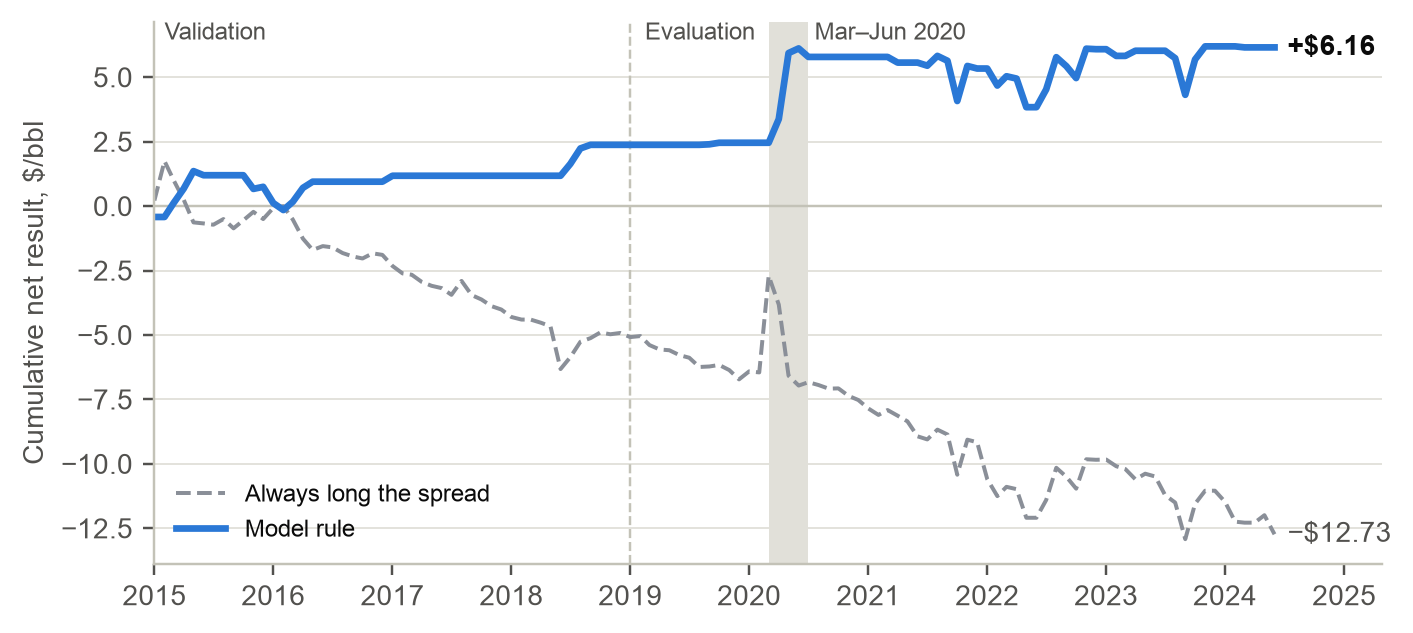 Validation
Evaluation
Mar–Jun 2020
+$6.16
5.0
2.5
0.0
−2.5
−5.0
−7.5
−10.0
−12.5
Cumulative net result, $/bbl
Always long the spread
Model rule
−$12.73
2015 2016 2017 2018 2019 2020 2021 2022 2023 2024 2025